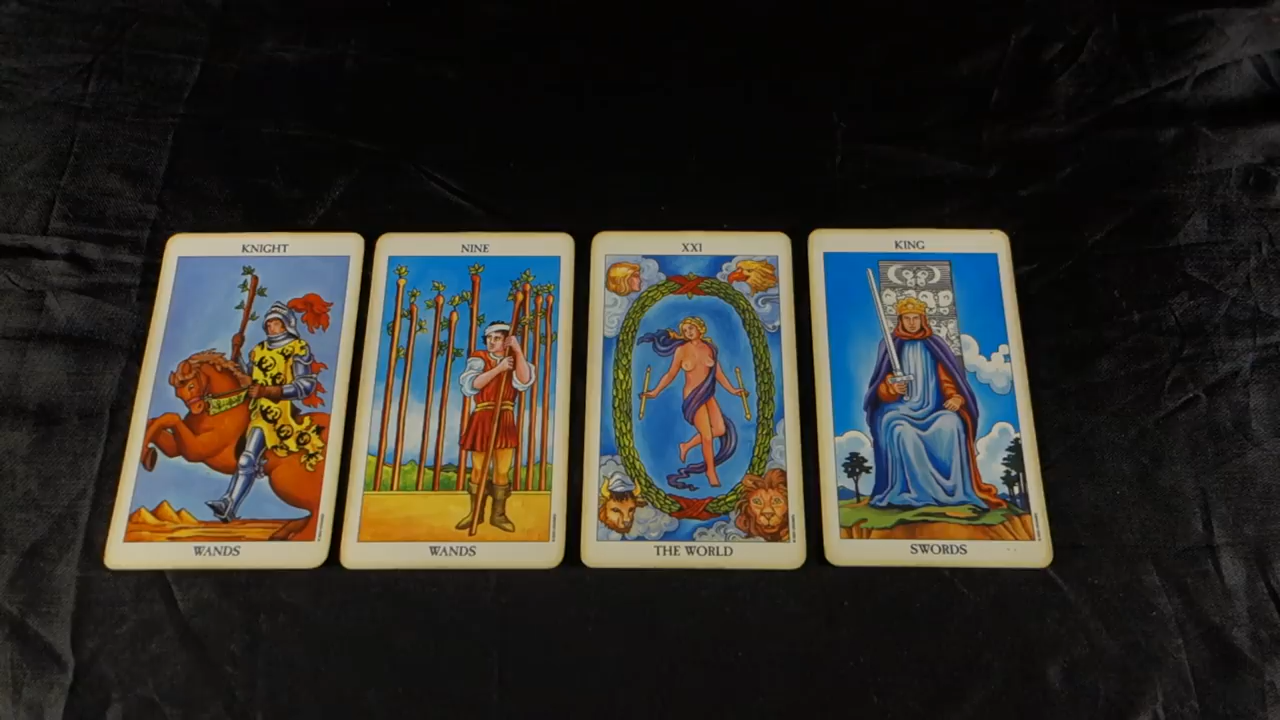 KNIGHT
WANDS
NINE
WANDS
XXI
THE WORLD
KING
SWORDS